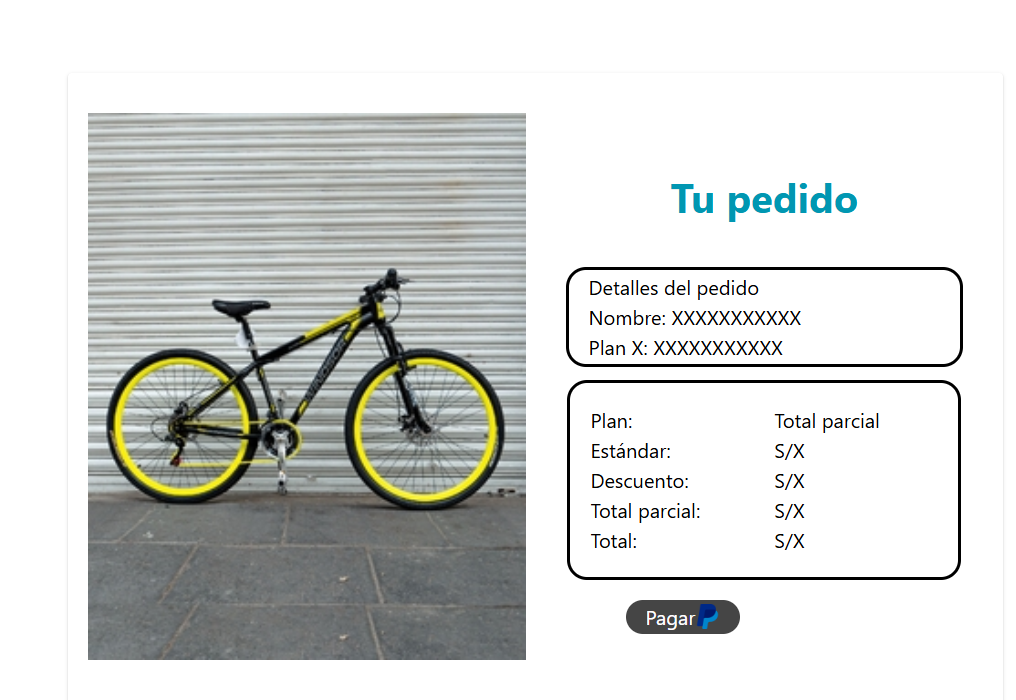 Tu pedido
Detalles del pedido
Nombre: XXXXXXXXXXX
Plan X: XXXXXXXXXXX
Plan: Total parcial
Estándar: S/X
Descuento: S/X
Total parcial: S/X
Total: S/X
Pagar